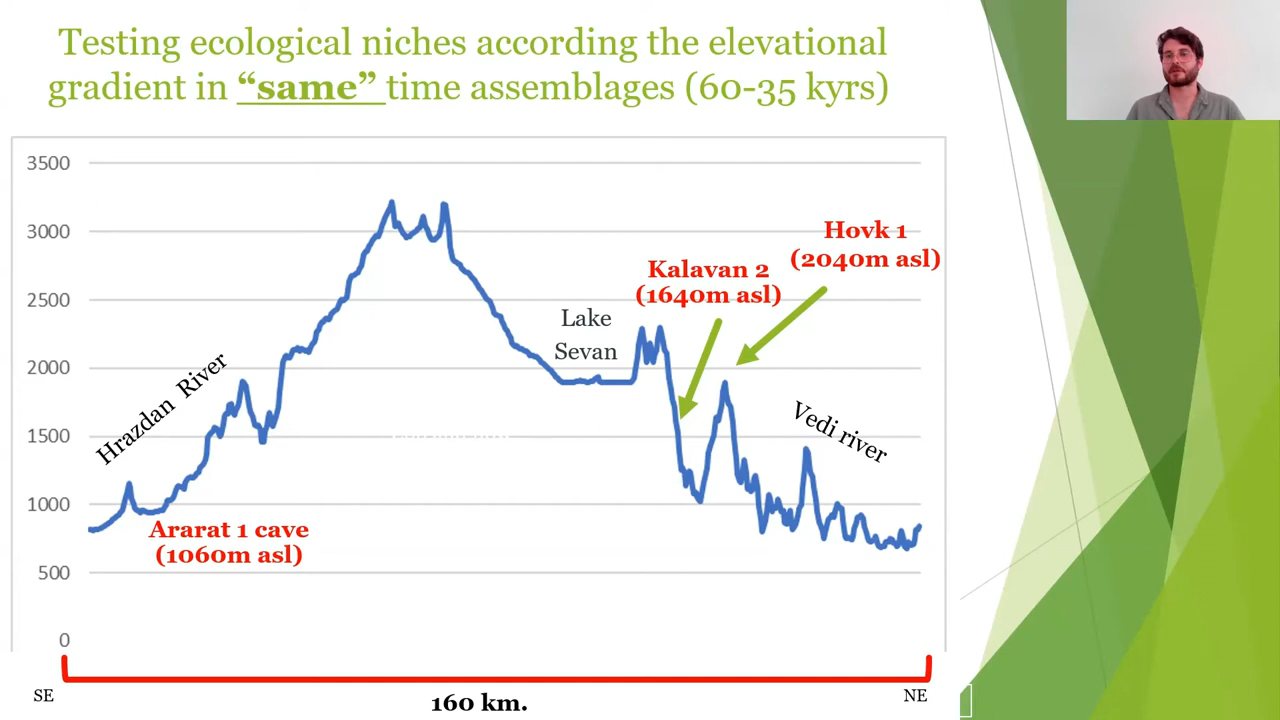 Testing ecological niches according the elevational
gradient in “same” time assemblages (60-35 kyrs)
3500
3000
2500
2000
1500
1000
500
0
Hovk 1
(2040m asl)
Kalavan 2
(1640m asl)
Lake
Sevan
Hrazdan River
Vedi river
Ararat 1 cave
(1060m asl)
SE
NE
160 km.